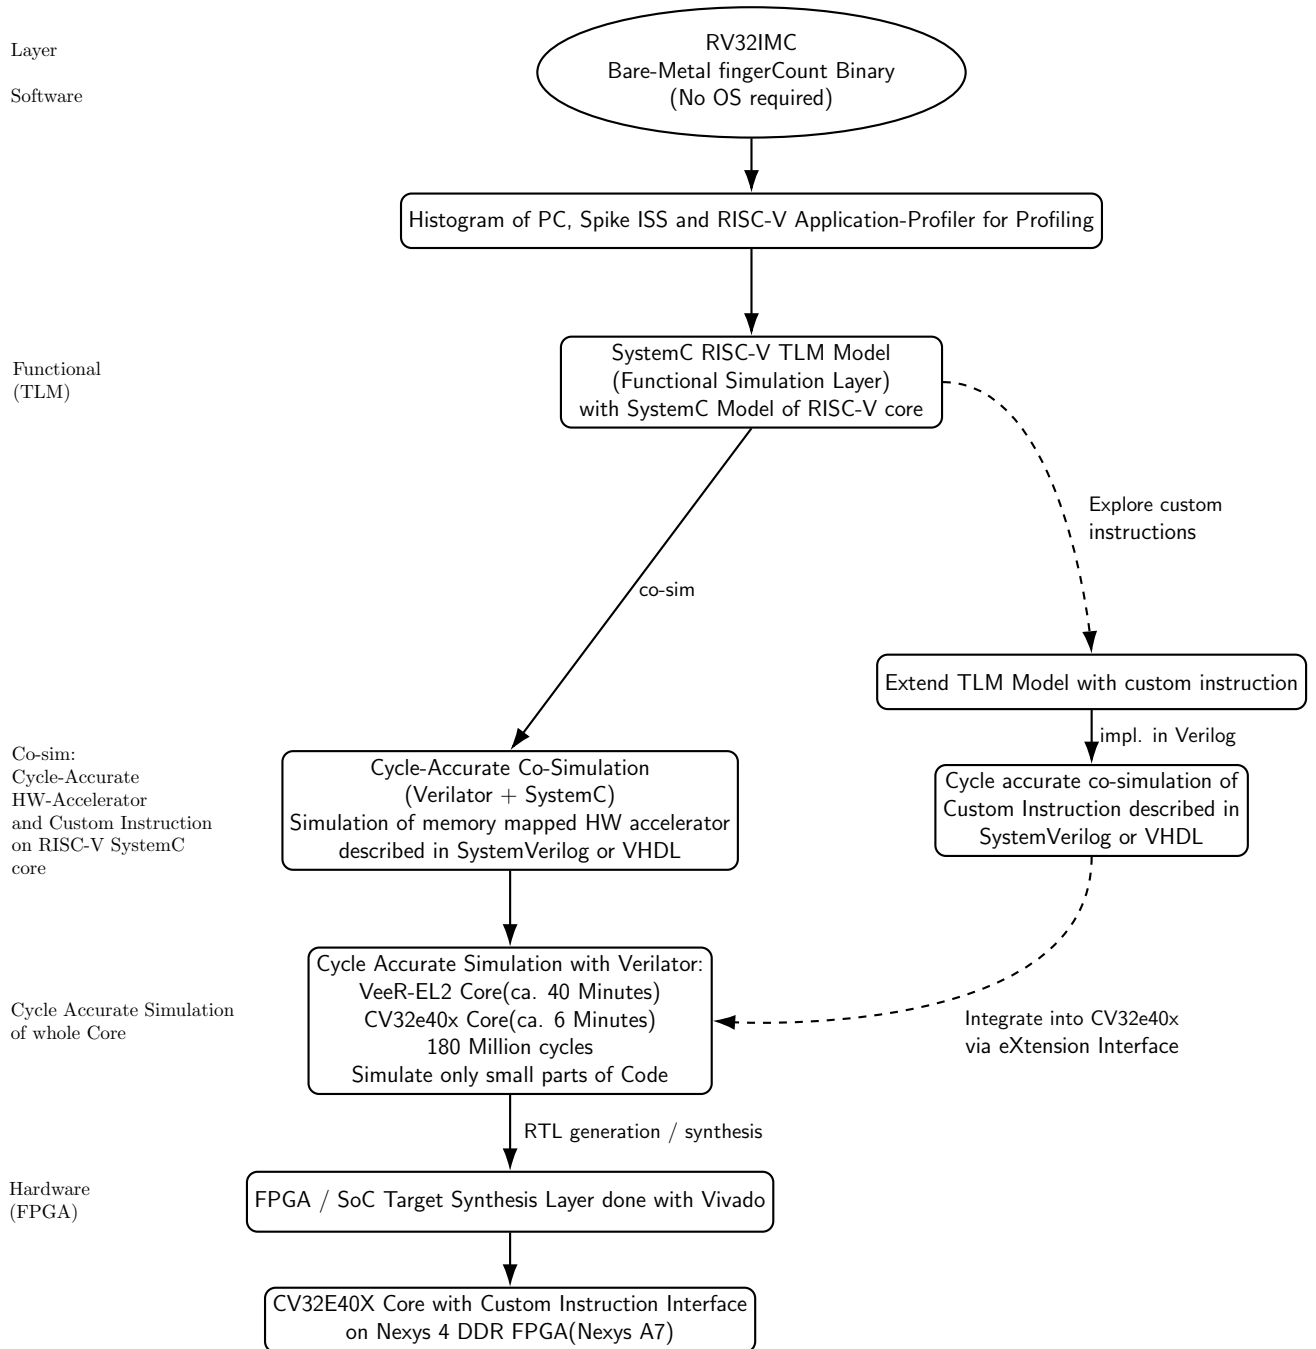 Layer
Software
RV32IMC
Bare-Metal fingerCount Binary
(No OS required)
Histogram of PC, Spike ISS and RISC-V Application-Profiler for Profiling
Functional
(TLM)
SystemC RISC-V TLM Model
(Functional Simulation Layer)
with SystemC Model of RISC-V core
Explore custom
instructions
co-sim
Extend TLM Model with custom instruction
impl. in Verilog
Co-sim:
Cycle-Accurate
HW-Accelerator
and Custom Instruction
on RISC-V SystemC
core
Cycle-Accurate Co-Simulation
(Verilator + SystemC)
Simulation of memory mapped HW accelerator
described in SystemVerilog or VHDL
Cycle accurate co-simulation of
Custom Instruction described in
SystemVerilog or VHDL
Cycle Accurate Simulation
of whole Core
Cycle Accurate Simulation with Verilator:
VeeR-EL2 Core(ca. 40 Minutes)
CV32e40x Core(ca. 6 Minutes)
180 Million cycles
Simulate only small parts of Code
Integrate into CV32e40x
via eXtension Interface
RTL generation / synthesis
Hardware
(FPGA)
FPGA / SoC Target Synthesis Layer done with Vivado
CV32E40X Core with Custom Instruction Interface
on Nexys 4 DDR FPGA(Nexys A7)